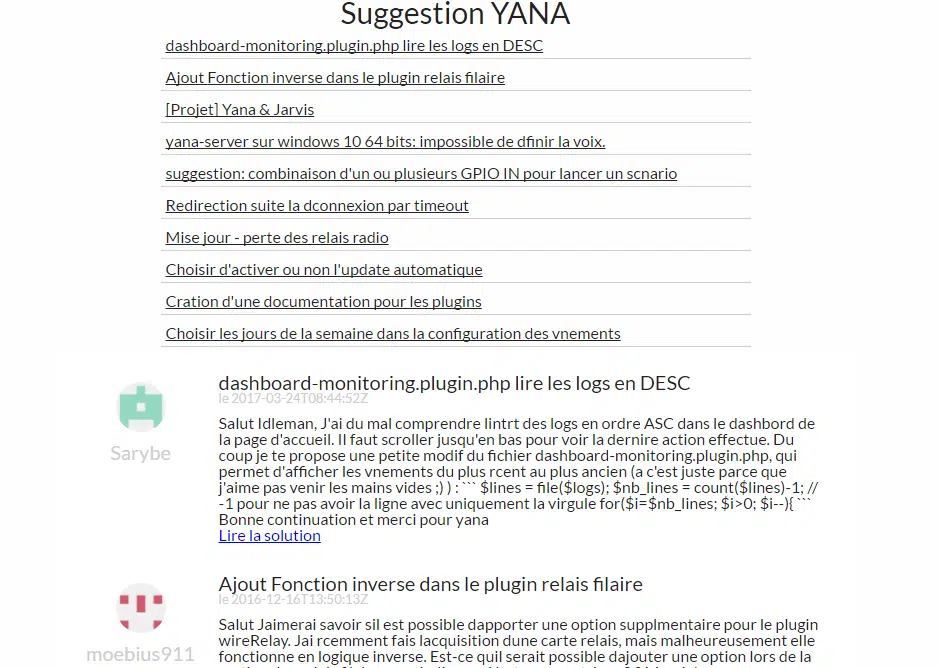 Suggestion YANA
dashboard-monitoring.plugin.php lire les logs en DESC
Ajout Fonction inverse dans le plugin relais filaire
[Projet] Yana & Jarvis
yana-server sur windows 10 64 bits: impossible de dfinir la voix.
suggestion: combinaison d'un ou plusieurs GPIO IN pour lancer un scnario
Redirection suite la dconnexion par timeout
Mise jour - perte des relais radio
Choisir d'activer ou non l'update automatique
Cration d'une documentation pour les plugins
Choisir les jours de la semaine dans la configuration des vnements
dashboard-monitoring.plugin.php lire les logs en DESC
le 2017-03-24T08:44:52Z
Sarybe
Salut Idleman, J'ai du mal comprendre lintrt des logs en ordre ASC dans le dashbord de
la page d'accueil. Il faut scroller jusqu'en bas pour voir la dernire action effectue. Du
coup je te propose une petite modif du fichier dashboard-monitoring.plugin.php, qui
permet d'afficher les vnements du plus rcent au plus ancien (a c'est juste parce que
j'aime pas venir les mains vides ;) ) : ``` $lines = file($logs); $nb_lines = count($lines)-1; //
-1 pour ne pas avoir la ligne avec uniquement la virgule for($i=$nb_lines; $i>0; $i--){ ```
Bonne continuation et merci pour yana
Lire la solution
Ajout Fonction inverse dans le plugin relais filaire
le 2016-12-16T13:50:13Z
moebius911
Salut Jaimerai savoir sil est possible dapporter une option supplmentaire pour le plugin
wireRelay. Jai rcemment fais lacquisition dune carte relais, mais malheureusement elle
fonctionne en logique inverse. Est-ce quil serait possible dajouter une option lors de la